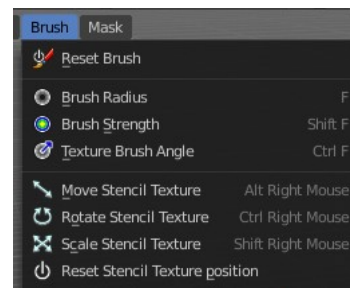 Brush Mask
Reset Brush
Brush Radius F
Brush Strength Shift F
Texture Brush Angle Ctrl F
Move Stencil Texture Alt Right Mouse
Rotate Stencil Texture Ctrl Right Mouse
Scale Stencil Texture Shift Right Mouse
Reset Stencil Texture position